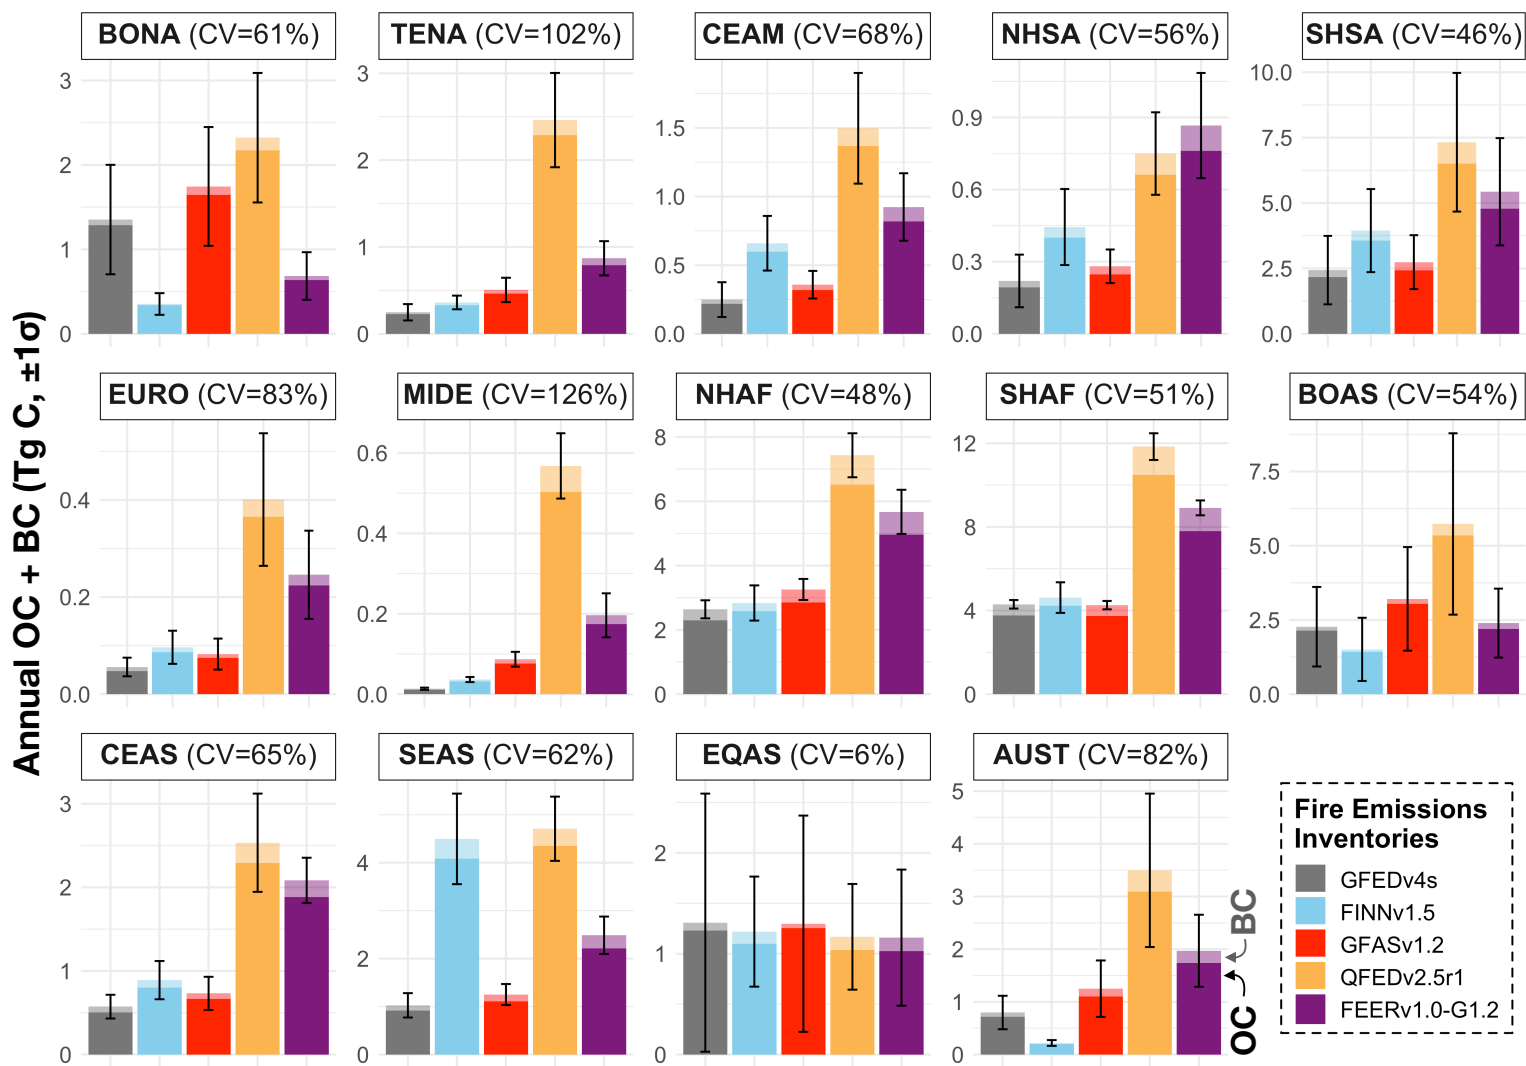 BONA (CV=61%)
TENA (CV=102%)
CEAM (CV=68%)
NHSA (CV=56%)
SHSA (CV=46%)
3
2
1
0
3
2
1
0
1.5
1.0
0.5
0.0
0.9
0.6
0.3
0.0
10.0
7.5
5.0
2.5
0.0
Annual OC + BC (Tg C, ±1σ)
EURO (CV=83%)
MIDE (CV=126%)
NHAF (CV=48%)
SHAF (CV=51%)
BOAS (CV=54%)
0.4
0.2
0.0
0.6
0.4
0.2
0.0
8
6
4
2
0
12
8
4
0
7.5
5.0
2.5
0.0
CEAS (CV=65%)
SEAS (CV=62%)
EQAS (CV=6%)
AUST (CV=82%)
3
2
1
0
4
2
0
2
1
0
5
4
3
2
1
0
BC
OC
Fire Emissions
Inventories
GFEDv4s
FINNv1.5
GFASv1.2
QFEDv2.5r1
FEERv1.0-G1.2